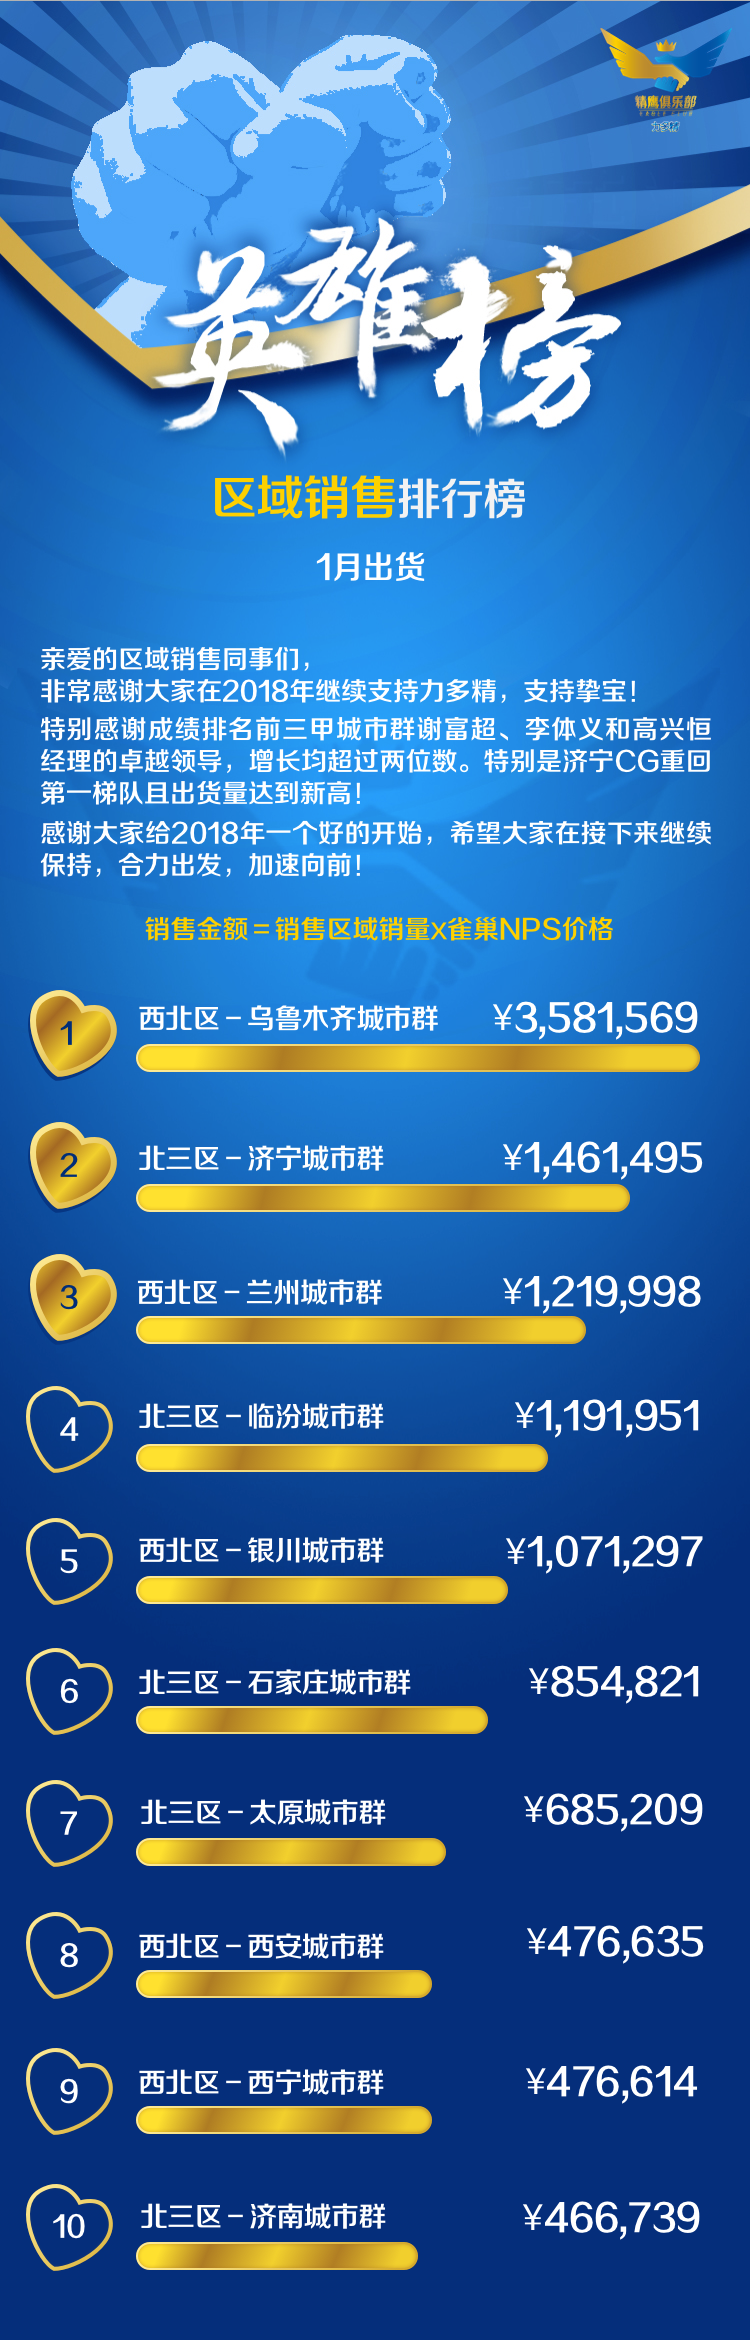 精鹰俱乐部
EAGLE CLUB
力多精
英雄榜
区域销售排行榜
1月出货
亲爱的区域销售同事们，
非常感谢大家在2018年继续支持力多精，支持挚宝！
特别感谢成绩排名前三甲城市群谢富超、李体义和高兴恒
经理的卓越领导，增长均超过两位数。特别是济宁CG重回
第一梯队且出货量达到新高！
感谢大家给2018年一个好的开始，希望大家在接下来继续
保持，合力出发，加速向前！
销售金额＝销售区域销量x雀巢NPS价格
1 西北区－乌鲁木齐城市群 ¥3,581,569
2 北三区－济宁城市群 ¥1,461,495
3 西北区－兰州城市群 ¥1,219,998
4 北三区－临汾城市群 ¥1,191,951
5 西北区－银川城市群 ¥1,071,297
6 北三区－石家庄城市群 ¥854,821
7 北三区－太原城市群 ¥685,209
8 西北区－西安城市群 ¥476,635
9 西北区－西宁城市群 ¥476,614
10 北三区－济南城市群 ¥466,739